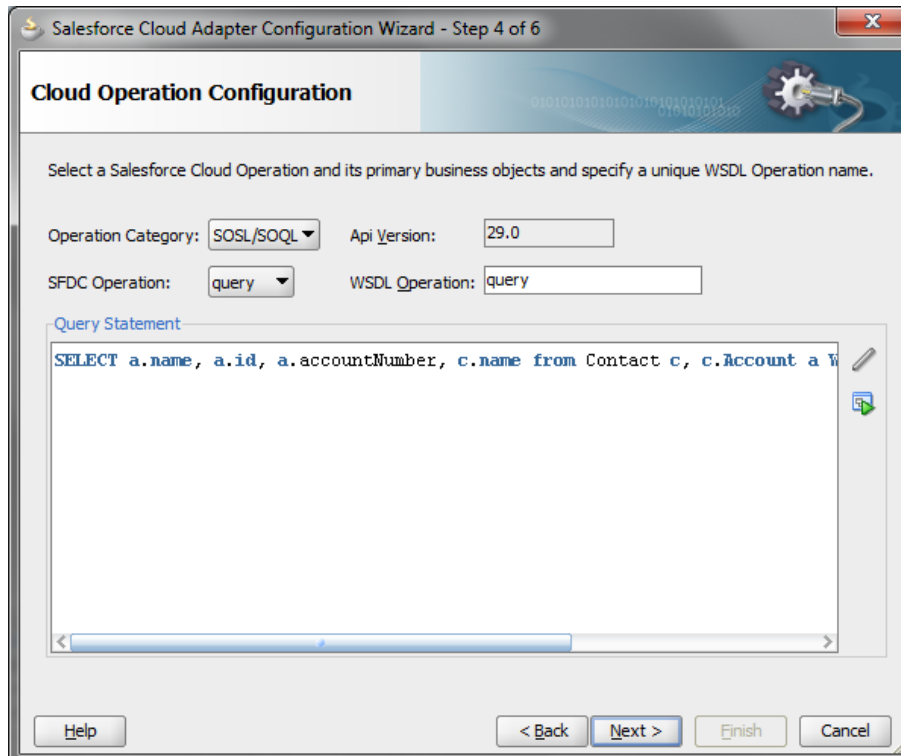 Salesforce Cloud Adapter Configuration Wizard - Step 4 of 6
Cloud Operation Configuration
Select a Salesforce Cloud Operation and its primary business objects and specify a unique WSDL Operation name.
Operation Category: SOSL/SOQL Api Version: 29.0
SFDC Operation: query WSDL Operation: query
Query Statement
SELECT a.name, a.id, a.accountNumber, c.name from Contact c, c.Account a
Help < Back Next > Finish Cancel